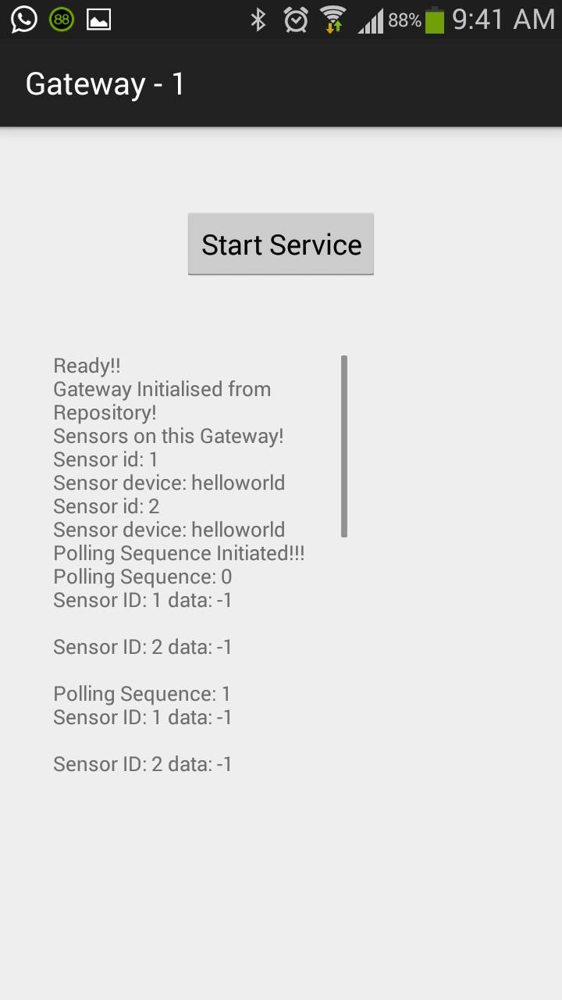 88 88% 9:41 AM
Gateway - 1
Start Service
Ready!!
Gateway Initialised from
Repository!
Sensors on this Gateway!
Sensor id: 1
Sensor device: helloworld
Sensor id: 2
Sensor device: helloworld
Polling Sequence Initiated!!!
Polling Sequence: 0
Sensor ID: 1 data: -1
Sensor ID: 2 data: -1
Polling Sequence: 1
Sensor ID: 1 data: -1
Sensor ID: 2 data: -1